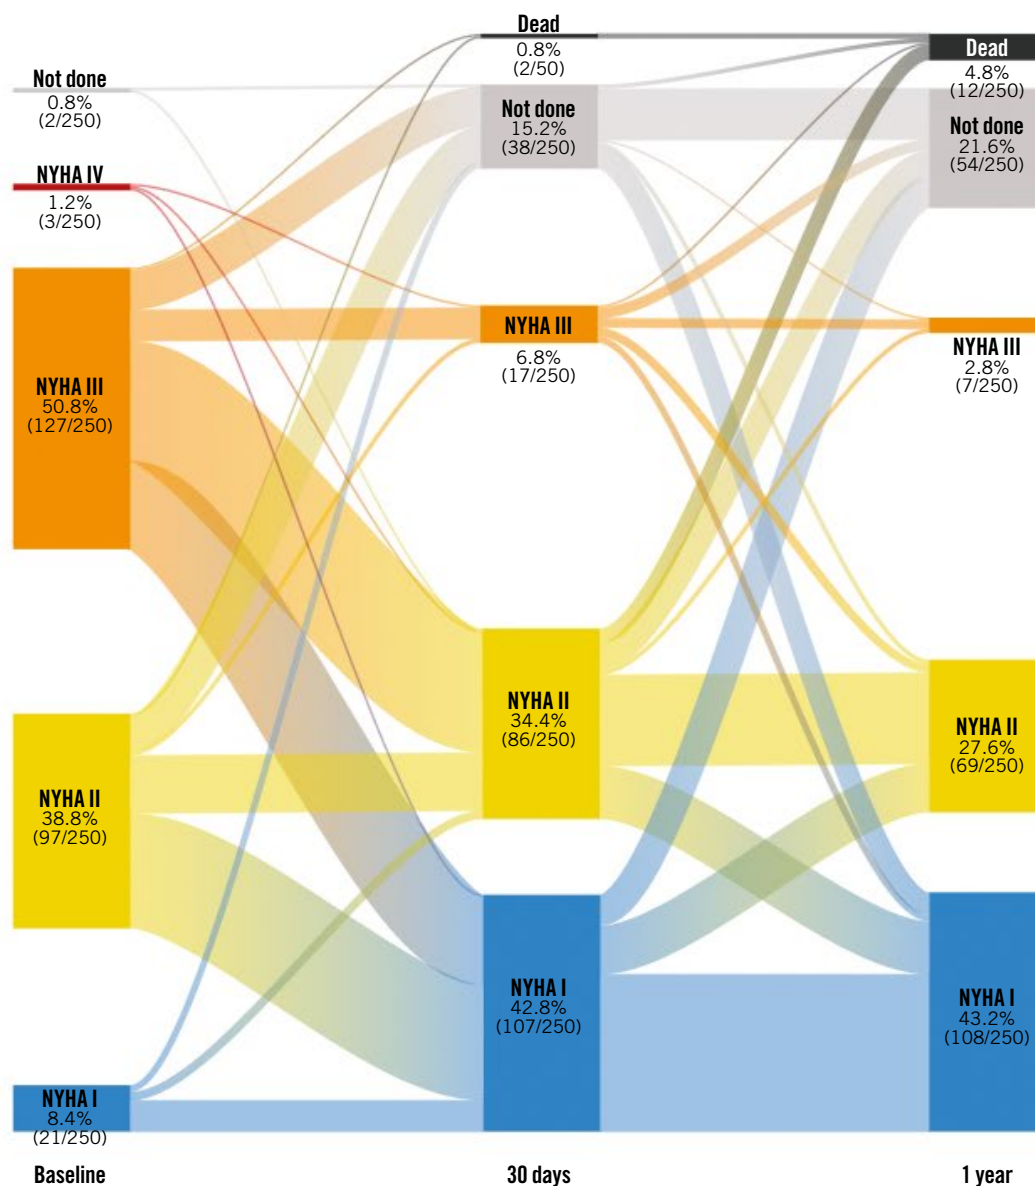 Not done
0.8%
(2/250)
NYHA IV
1.2%
(3/250)
NYHA III
50.8%
(127/250)
NYHA II
38.8%
(97/250)
NYHA I
8.4%
(21/250)
Baseline
Dead
0.8%
(2/50)
Not done
15.2%
(38/250)
NYHA III
6.8%
(17/250)
NYHA II
34.4%
(86/250)
NYHA I
42.8%
(107/250)
30 days
Dead
4.8%
(12/250)
Not done
21.6%
(54/250)
NYHA III
2.8%
(7/250)
NYHA II
27.6%
(69/250)
NYHA I
43.2%
(108/250)
1 year